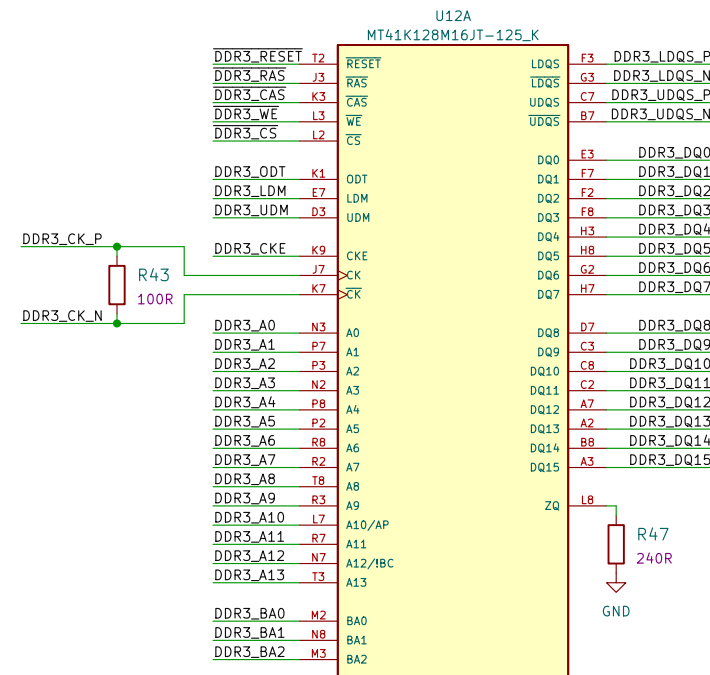 U12A
MT41K128M16JT-125_K
DDR3_RESET T2 RESET LDQS F3 DDR3_LDQS_P
DDR3_RAS J3 RAS LDQS G3 DDR3_LDQS_N
DDR3_CAS K3 CAS UDQS C7 DDR3_UDQS_P
DDR3_WE L3 WE UDQS B7 DDR3_UDQS_N
DDR3_CS L2 CS
DQ0 E3 DDR3_DQ0
DDR3_ODT K1 ODT DQ1 F7 DDR3_DQ1
DDR3_LDM E7 LDM DQ2 F2 DDR3_DQ2
DDR3_UDM D3 UDM DQ3 F8 DDR3_DQ3
DQ4 H3 DDR3_DQ4
DDR3_CK_P DDR3_CKE K9 CKE DQ5 H8 DDR3_DQ5
R43 J7 CK DQ6 G2 DDR3_DQ6
100R K7 CK DQ7 H7 DDR3_DQ7
DDR3_CK_N
DDR3_A0 N3 A0 DQ8 D7 DDR3_DQ8
DDR3_A1 P7 A1 DQ9 C3 DDR3_DQ9
DDR3_A2 P3 A2 DQ10 C8 DDR3_DQ10
DDR3_A3 N2 A3 DQ11 C2 DDR3_DQ11
DDR3_A4 P8 A4 DQ12 A7 DDR3_DQ12
DDR3_A5 P2 A5 DQ13 A2 DDR3_DQ13
DDR3_A6 R8 A6 DQ14 B8 DDR3_DQ14
DDR3_A7 R2 A7 DQ15 A3 DDR3_DQ15
DDR3_A8 T8 A8
DDR3_A9 R3 A9 ZQ L8
DDR3_A10 L7 A10/AP
DDR3_A11 R7 A11 R47
DDR3_A12 N7 A12/!BC 240R
DDR3_A13 T3 A13
GND
DDR3_BA0 M2 BA0
DDR3_BA1 N8 BA1
DDR3_BA2 M3 BA2